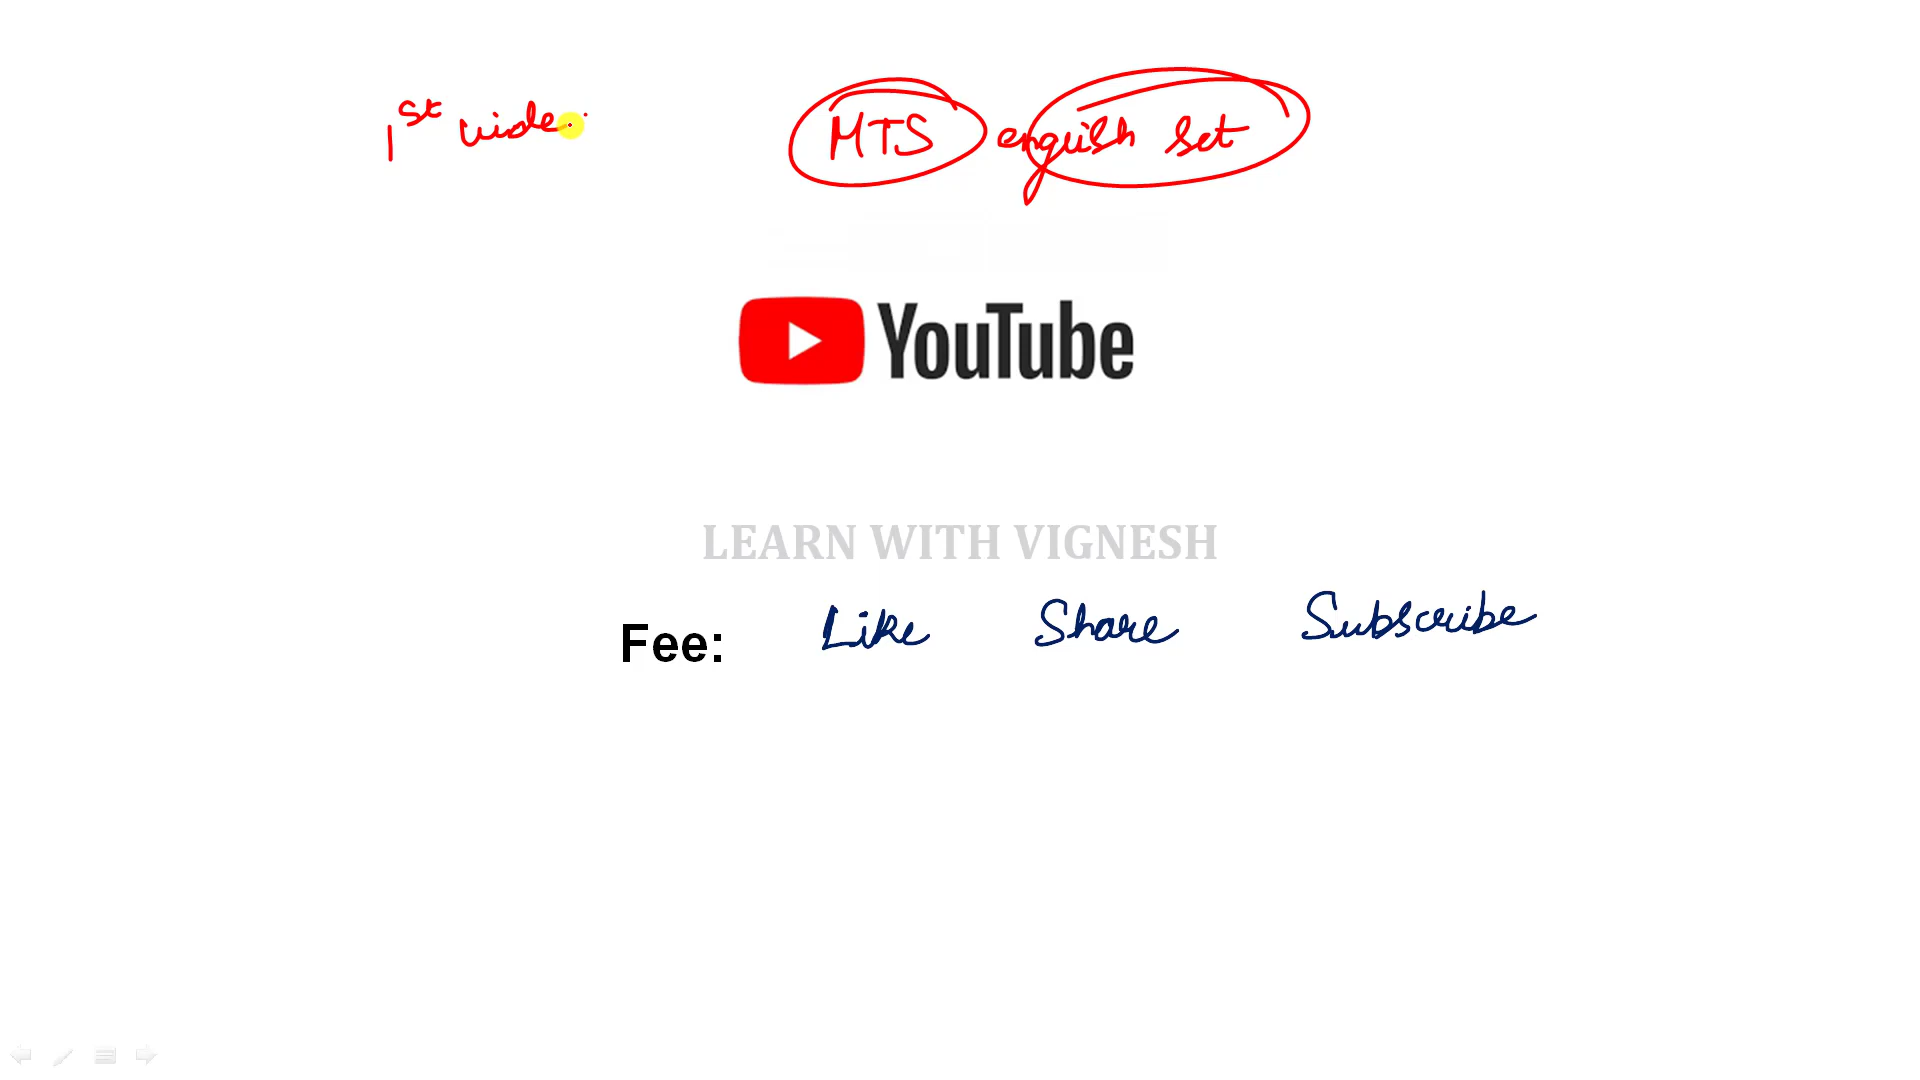 1st video
MTS english set
YouTube
LEARN WITH VIGNESH
Fee: Like Share Subscribe